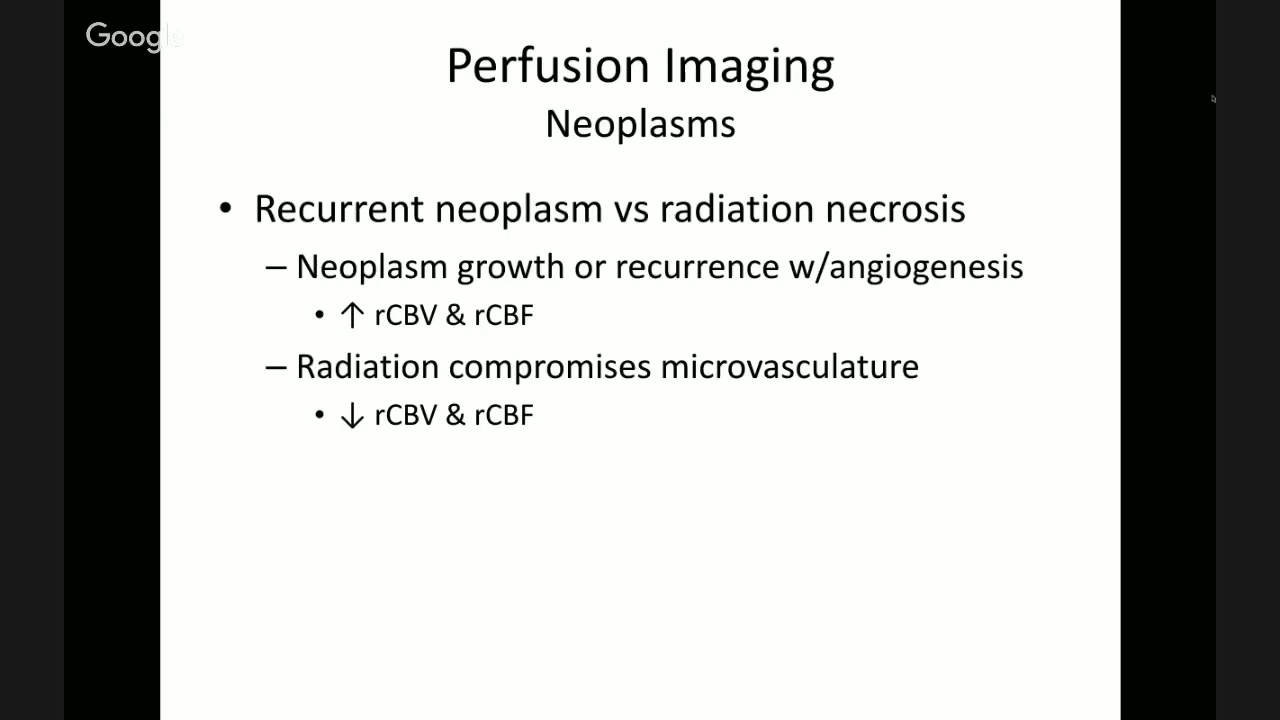 Google
Perfusion Imaging
Neoplasms
• Recurrent neoplasm vs radiation necrosis
– Neoplasm growth or recurrence w/angiogenesis
• ↑ rCBV & rCBF
– Radiation compromises microvasculature
• ↓ rCBV & rCBF